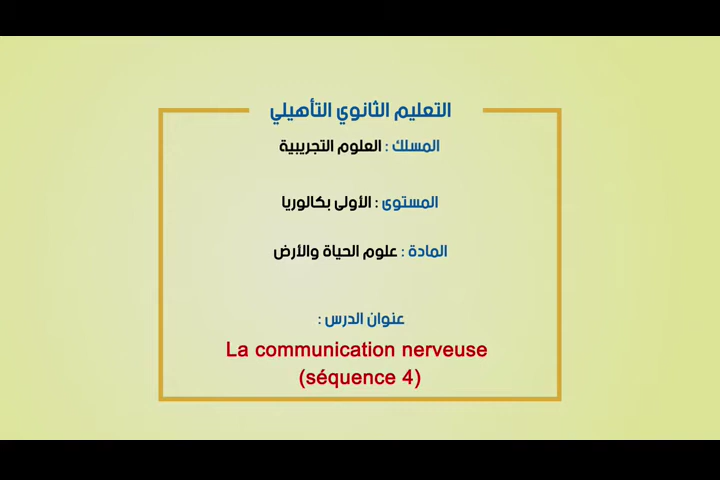 التعليم الثانوي التأهيلي
المسلك : العلوم التجريبية
المستوى : الأولى بكالوريا
المادة : علوم الحياة والأرض
عنوان الدرس :
La communication nerveuse
(séquence 4)